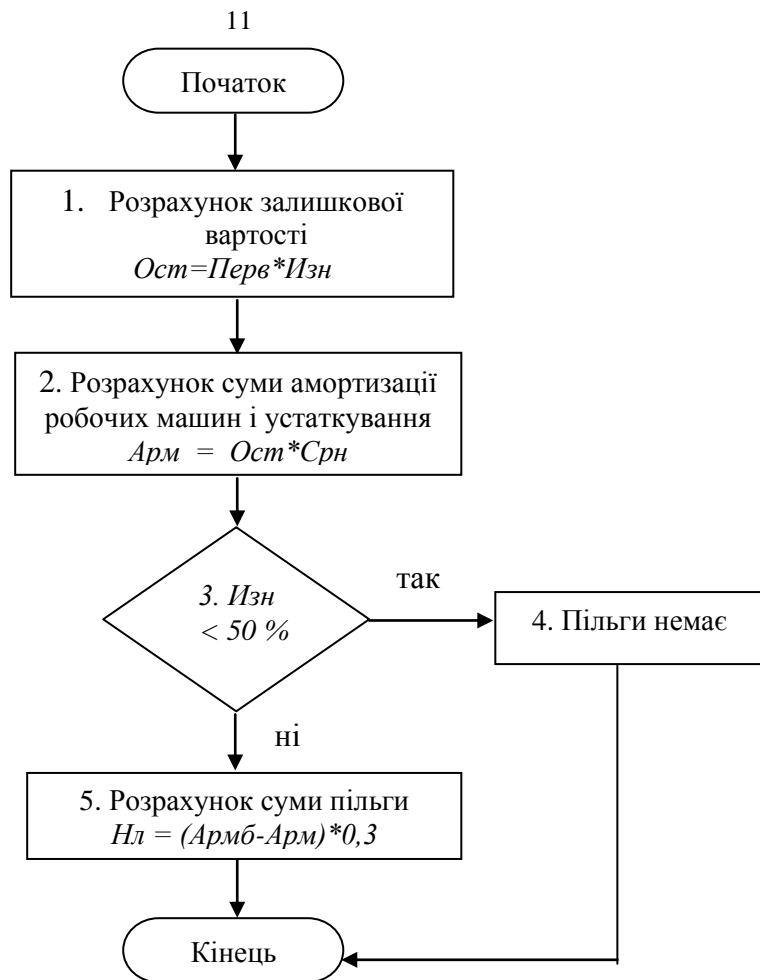 11
Початок
1. Розрахунок залишкової
вартості
Ост=Перв*Изн
2. Розрахунок суми амортизації
робочих машин і устаткування
Арм = Ост*Срн
3. Изн
< 50 %
так
4. Пільги немає
ні
5. Розрахунок суми пільги
Нл = (Армб-Арм)*0,3
Кінець